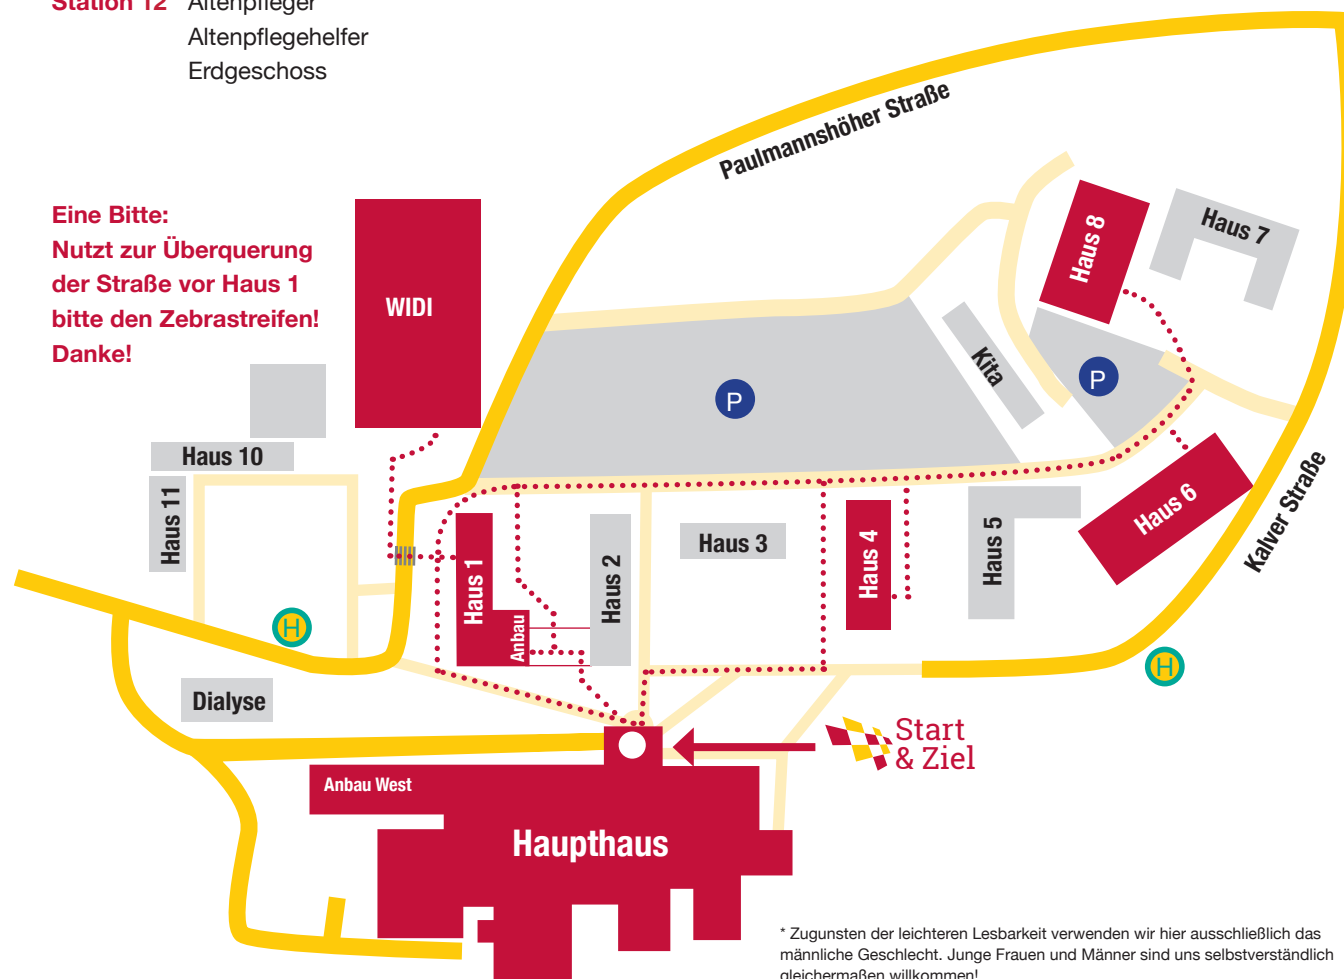 Station 12 Altenpfleger
Altenpflegehelfer
Erdgeschoss
Paulmannshöher Straße
Eine Bitte:
Nutzt zur Überquerung
der Straße vor Haus 1
bitte den Zebrastreifen!
Danke!
WIDI
Haus 8
Haus 7
Kita
P
P
Haus 10
Haus 11
Haus 1
Anbau
Haus 2
Haus 3
Haus 4
Haus 5
Haus 6
Kalver Straße
H
H
Dialyse
Start
& Ziel
Anbau West
Haupthaus
* Zugunsten der leichteren Lesbarkeit verwenden wir hier ausschließlich das
männliche Geschlecht. Junge Frauen und Männer sind uns selbstverständlich
gleichermaßen willkommen!